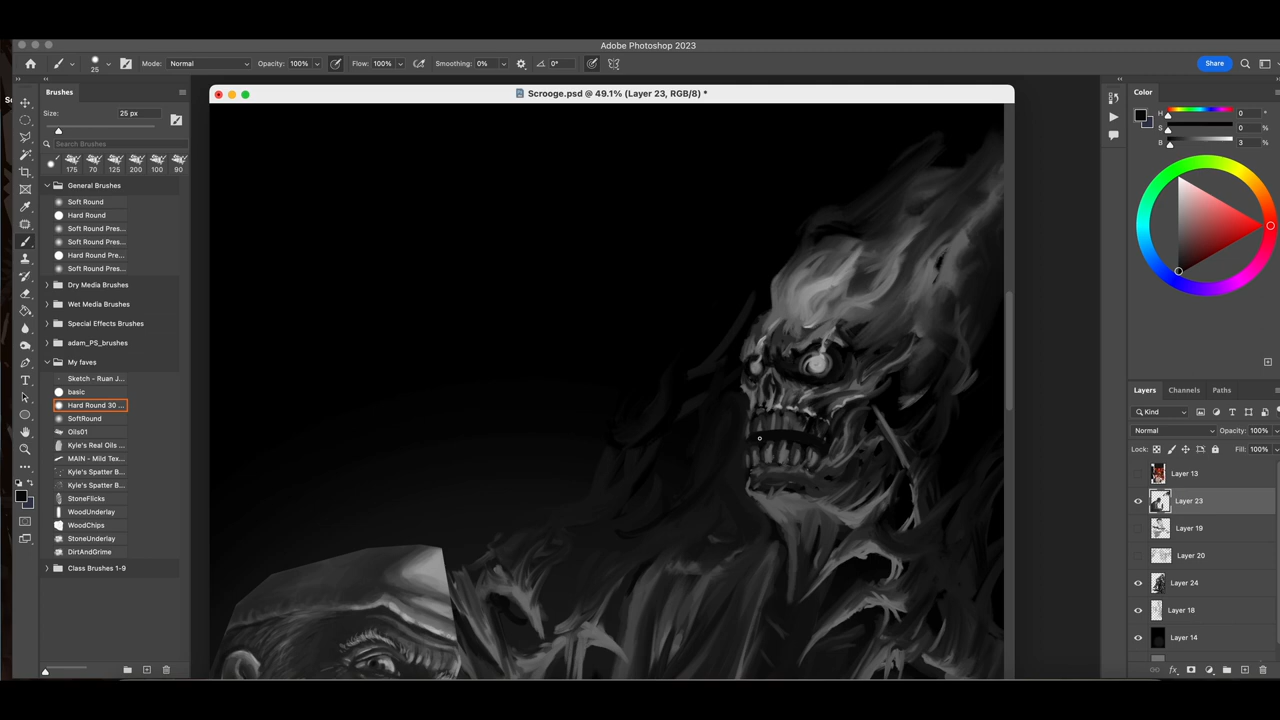 Adobe Photoshop 2023
25
Mode: Normal
Opacity: 100%
Flow: 100%
Smoothing: 0%
0°
Share
Brushes
Size: 25 px
Search Brushes
175 70 125 200 100 90
General Brushes
Soft Round
Hard Round
Soft Round Pres...
Soft Round Pres...
Hard Round Pre...
Soft Round Pres...
Dry Media Brushes
Wet Media Brushes
Special Effects Brushes
adam_PS_brushes
My faves
Sketch - Ruan J...
basic
Hard Round 30 ...
SoftRound
Oils01
Kyle's Real Oils ...
MAIN - Mild Tex...
Kyle's Spatter B...
Kyle's Spatter B...
StoneFlicks
WoodUnderlay
WoodChips
StoneUnderlay
DirtAndGrime
Class Brushes 1-9
Scrooge.psd @ 49.1% (Layer 23, RGB/8) *
Color
H 0 °
S 0 %
B 3 %
Layers Channels Paths
Kind
Normal Opacity: 100%
Lock: Fill: 100%
Layer 13
Layer 23
Layer 19
Layer 20
Layer 24
Layer 18
Layer 14